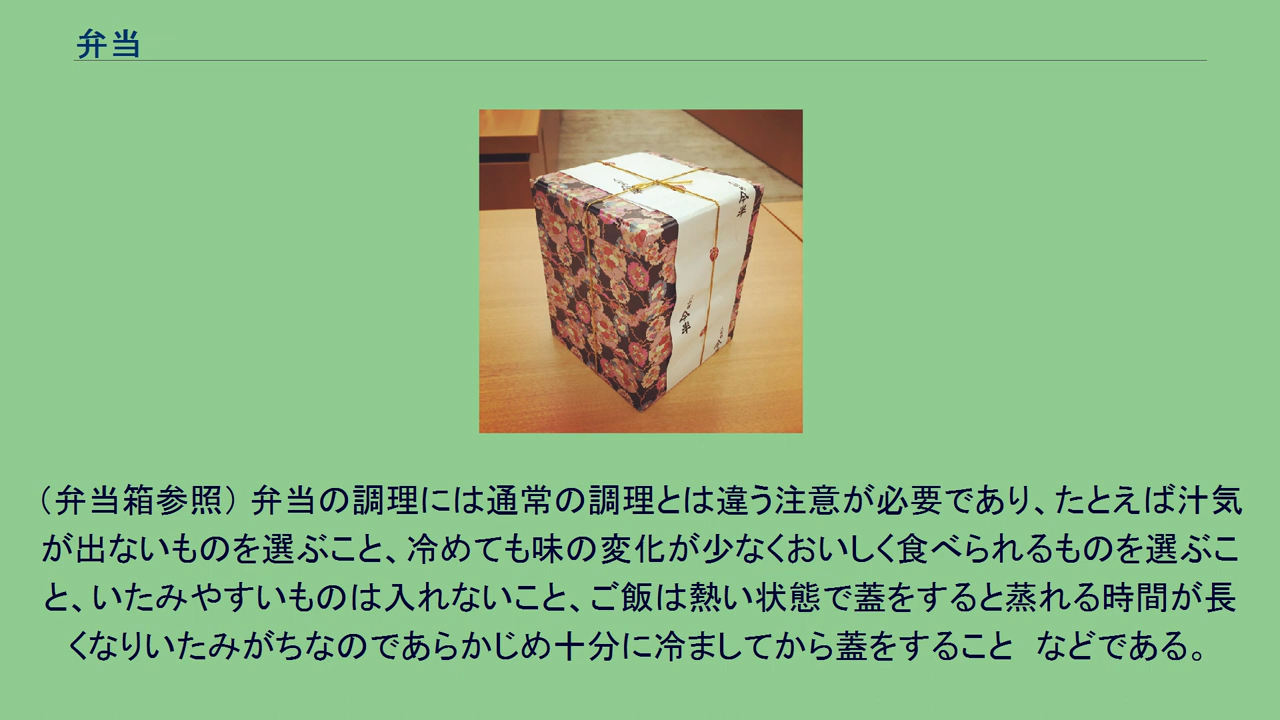 弁当
今半
今半
（弁当箱参照） 弁当の調理には通常の調理とは違う注意が必要であり、たとえば汁気
が出ないものを選ぶこと、冷めても味の変化が少なくおいしく食べられるものを選ぶこ
と、いたみやすいものは入れないこと、ご飯は熱い状態で蓋をすると蒸れる時間が長
くなりいたみがちなのであらかじめ十分に冷ましてから蓋をすること　などである。